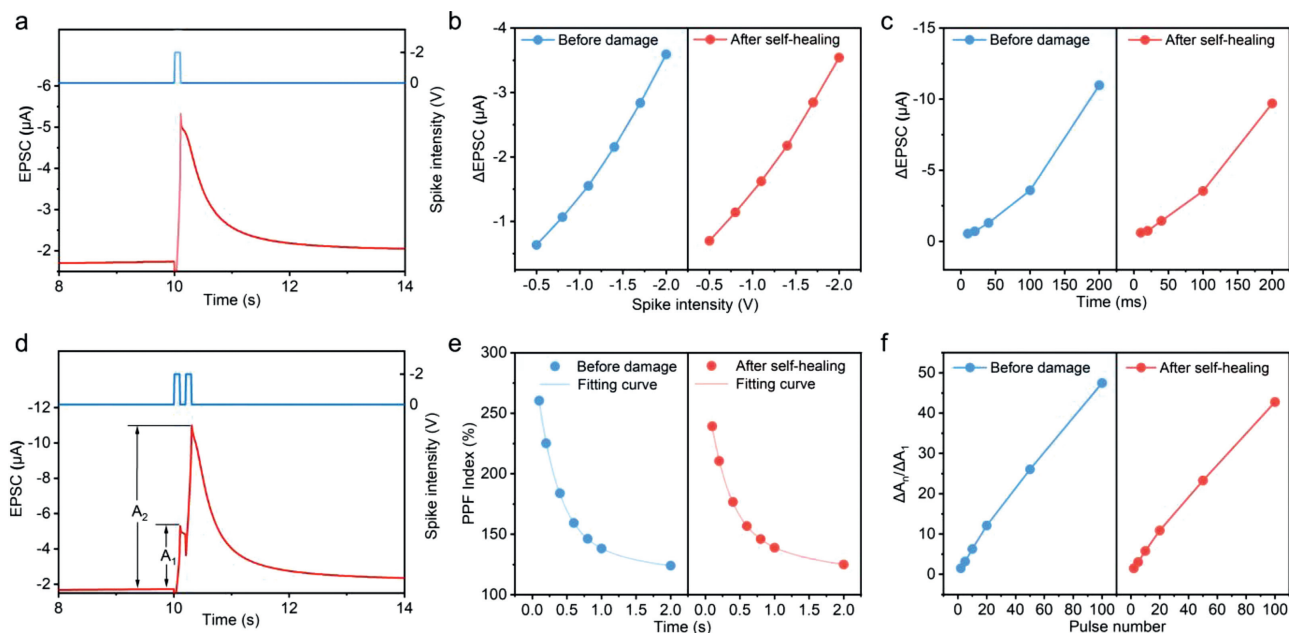 a
-2
0
-6
-5
-4
-3
-2
EPSC (μA)
Spike intensity (V)
8 10 12 14
Time (s)
b
-4
-3
-2
-1
ΔEPSC (μA)
Before damage
After self-healing
-0.5 -1.0 -1.5 -2.0 -0.5 -1.0 -1.5 -2.0
Spike intensity (V)
c
-15
-10
-5
0
ΔEPSC (μA)
Before damage
After self-healing
0 50 100 150 200 0 50 100 150 200
Time (ms)
d
-2
0
-12
-10
-8
-6
-4
-2
EPSC (μA)
Spike intensity (V)
A2
A1
8 10 12 14
Time (s)
e
300
250
200
150
100
PPF Index (%)
Before damage
Fitting curve
After self-healing
Fitting curve
0.0 0.5 1.0 1.5 2.0 0.0 0.5 1.0 1.5 2.0
Time (s)
f
50
40
30
20
10
0
ΔAn/ΔA1
Before damage
After self-healing
0 20 40 60 80 100 0 20 40 60 80 100
Pulse number